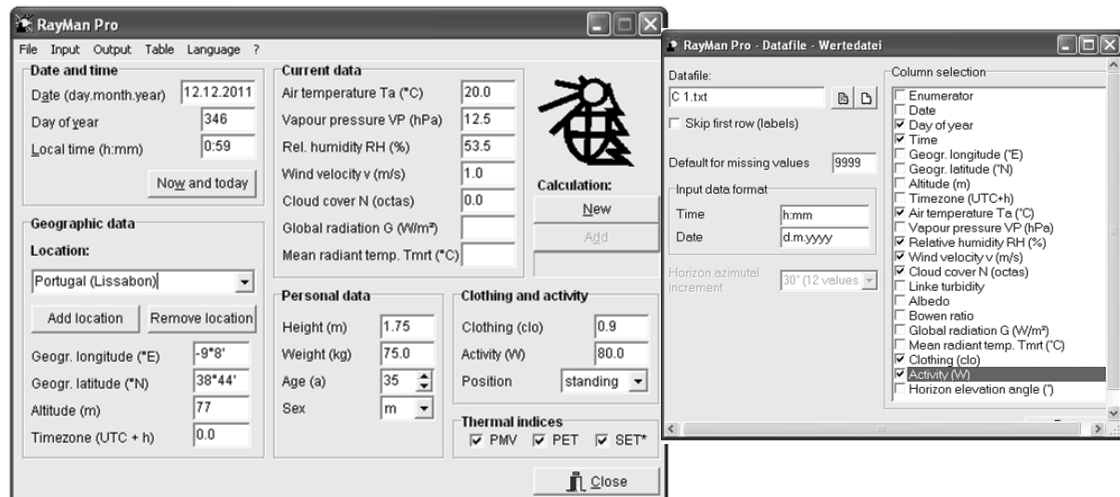 RayMan Pro
File Input Output Table Language ?
Date and time
Date (day.month.year) 12.12.2011
Day of year 346
Local time (h:mm) 0:59
Now and today
Geographic data
Location:
Portugal (Lissabon)
Add location Remove location
Geogr. longitude (°E) -9°8'
Geogr. latitude (°N) 38°44'
Altitude (m) 77
Timezone (UTC + h) 0.0
Current data
Air temperature Ta (°C) 20.0
Vapour pressure VP (hPa) 12.5
Rel. humidity RH (%) 53.5
Wind velocity v (m/s) 1.0
Cloud cover N (octas) 0.0
Global radiation G (W/m²)
Mean radiant temp. Tmrt (°C)
Calculation:
New
Add
Personal data
Height (m) 1.75
Weight (kg) 75.0
Age (a) 35
Sex m
Clothing and activity
Clothing (clo) 0.9
Activity (W) 80.0
Position standing
Thermal indices
PMV PET SET*
Close
RayMan Pro - Datafile - Wertedatei
Datafile:
C 1.txt
Skip first row (labels)
Default for missing values 9999
Input data format
Time h:mm
Date d.m.yyyy
Horizon azimutal
increment 30° (12 values
Column selection
Enumerator
Date
Day of year
Time
Geogr. longitude (°E)
Geogr. latitude (°N)
Altitude (m)
Timezone (UTC+h)
Air temperature Ta (°C)
Vapour pressure VP (hPa)
Relative humidity RH (%)
Wind velocity v (m/s)
Cloud cover N (octas)
Linke turbidity
Albedo
Bowen ratio
Global radiation G (W/m²)
Mean radiant temp. Tmrt (°C)
Clothing (clo)
Activity (W)
Horizon elevation angle (°)